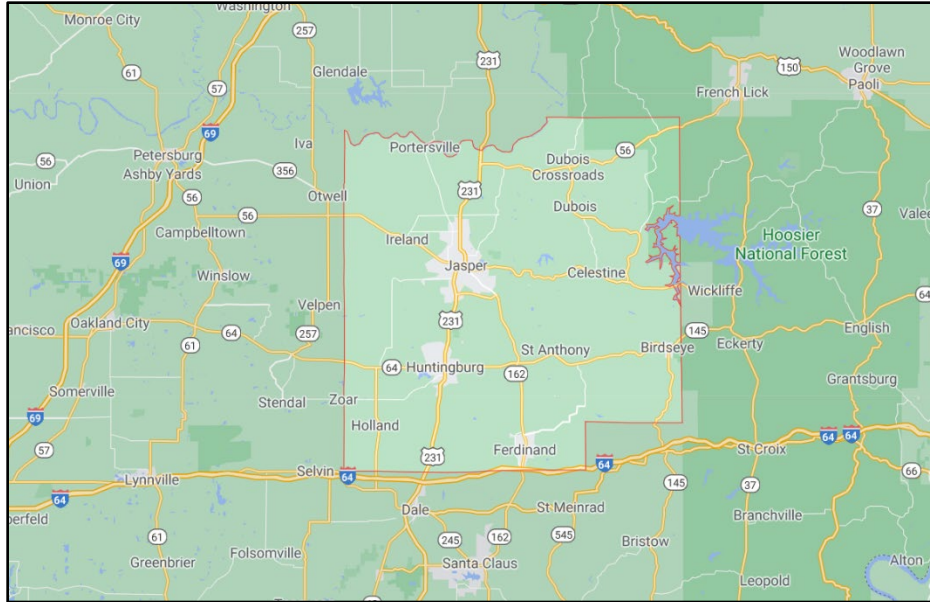 Washington
Monroe City
257
231
Woodlawn
Grove
Paoli
Glendale
150
61
57
French Lick
69
Iva
Portersville
56
56
Petersburg
Ashby Yards
Dubois
Crossroads
Union
356
56
Otwell
231
37
56
Dubois
Campbelltown
Ireland
Hoosier
National Forest
69
Jasper
Celestine
Winslow
Wickliffe
Velpen
64
ancisco
Oakland City
64
257
231
145
English
61
St Anthony
Birdseye
Eckerty
64
Huntingburg
162
Grantsburg
Somerville
Stendal
Zoar
69
Holland
64
64
57
231
Ferdinand
64
St Croix
Selvin
64
66
Lynnville
145
37
64
Dale
St Meinrad
Branchville
perfeld
61
245
162
545
Bristow
Folsomville
Alton
Greenbrier
Santa Claus
Leopold